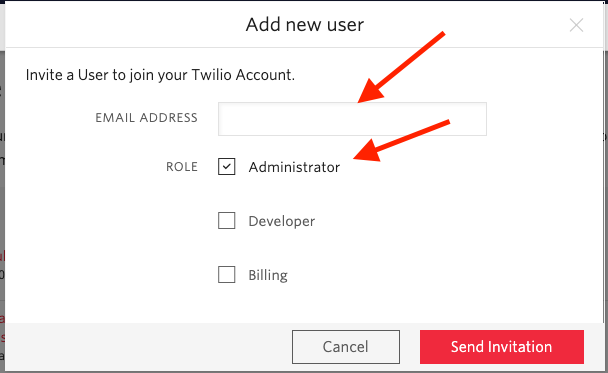 Add new user
Invite a User to join your Twilio Account.
EMAIL ADDRESS
ROLE Administrator
Developer
Billing
Cancel Send Invitation